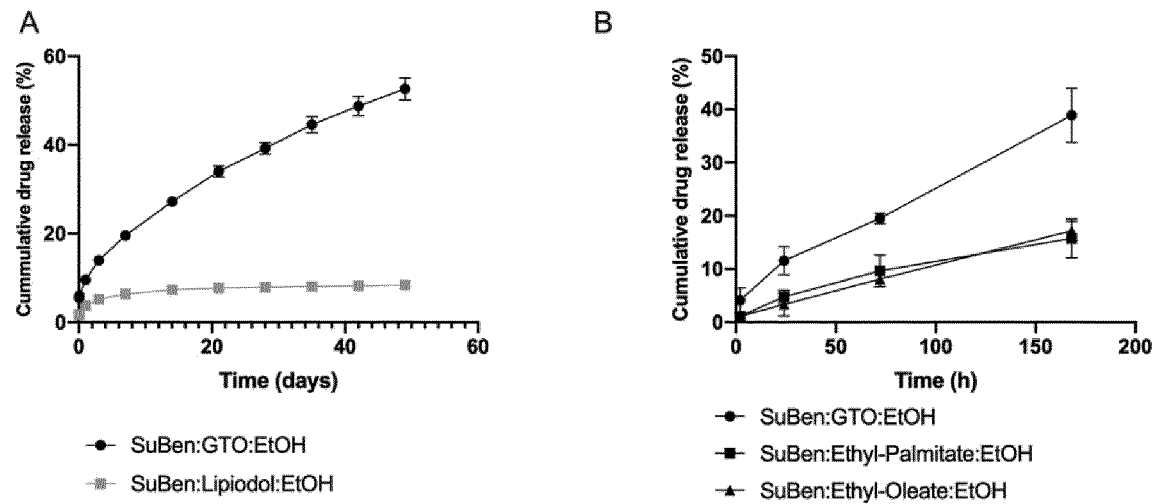 A
Cummulative drug release (%)
60
40
20
0
0 20 40 60
Time (days)
SuBen:GTO:EtOH
SuBen:Lipiodol:EtOH
B
Cumulative drug release (%)
50
40
30
20
10
0
0 50 100 150 200
Time (h)
SuBen:GTO:EtOH
SuBen:Ethyl-Palmitate:EtOH
SuBen:Ethyl-Oleate:EtOH